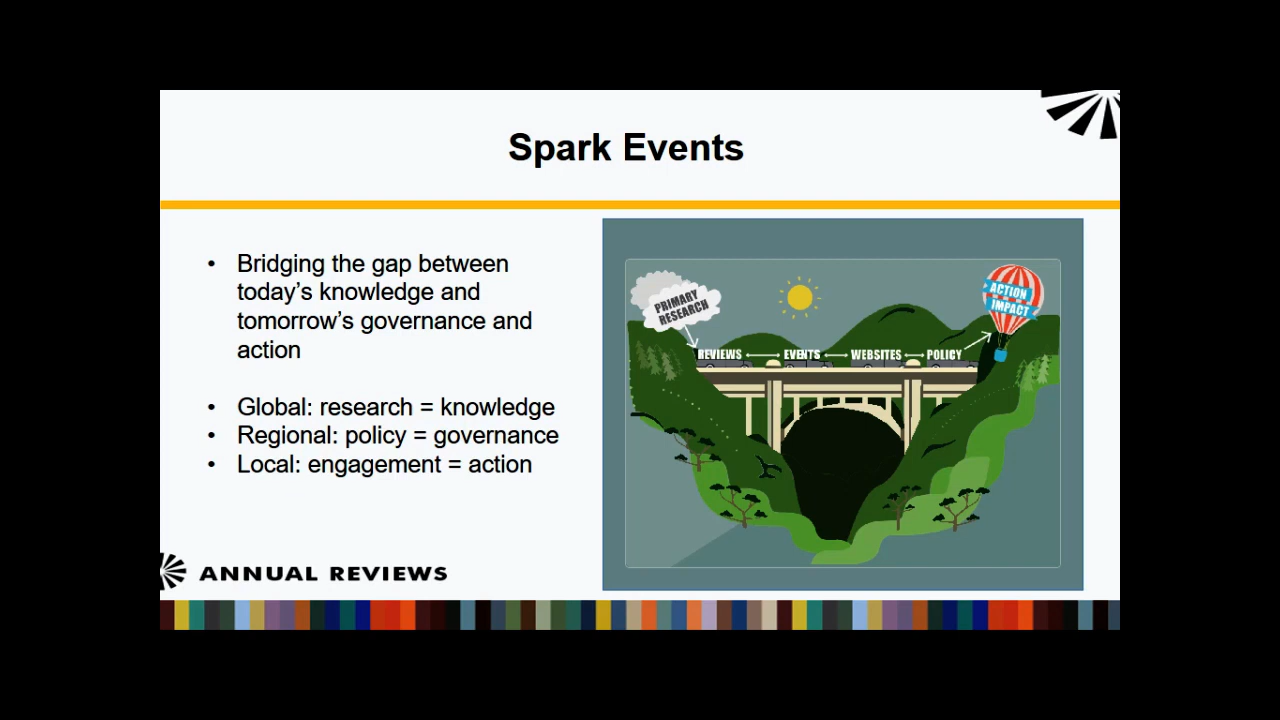 Spark Events
• Bridging the gap between
today’s knowledge and
tomorrow’s governance and
action
• Global: research = knowledge
• Regional: policy = governance
• Local: engagement = action
PRIMARY
RESEARCH
REVIEWS
EVENTS
WEBSITES
POLICY
ACTION
IMPACT
ANNUAL REVIEWS